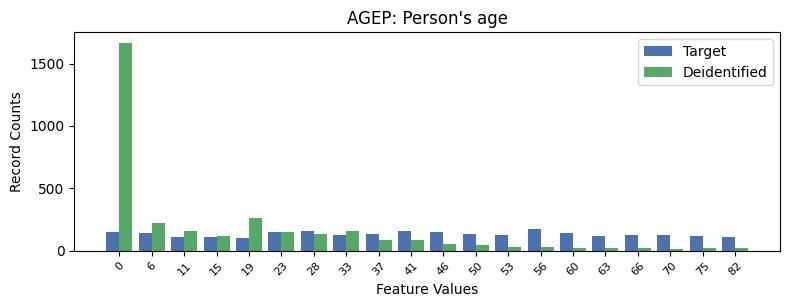 AGEP: Person's age
Target
Deidentified
Record Counts
1500
1000
500
0
0 6 11 15 19 23 28 33 37 41 46 50 53 56 60 63 66 70 75 82
Feature Values